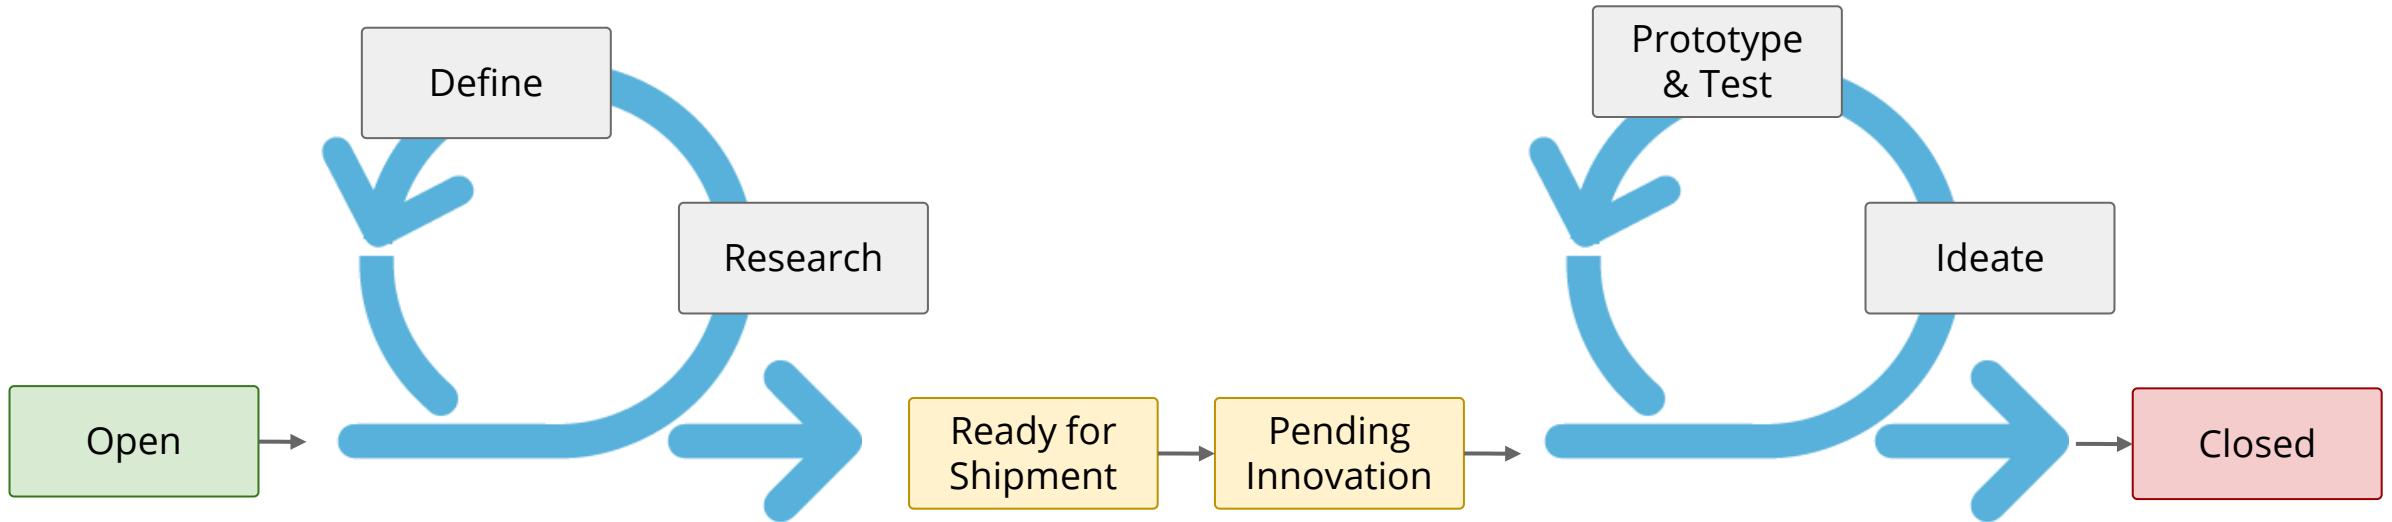 Open
Define
Research
Ready for
Shipment
Pending
Innovation
Prototype
& Test
Ideate
Closed